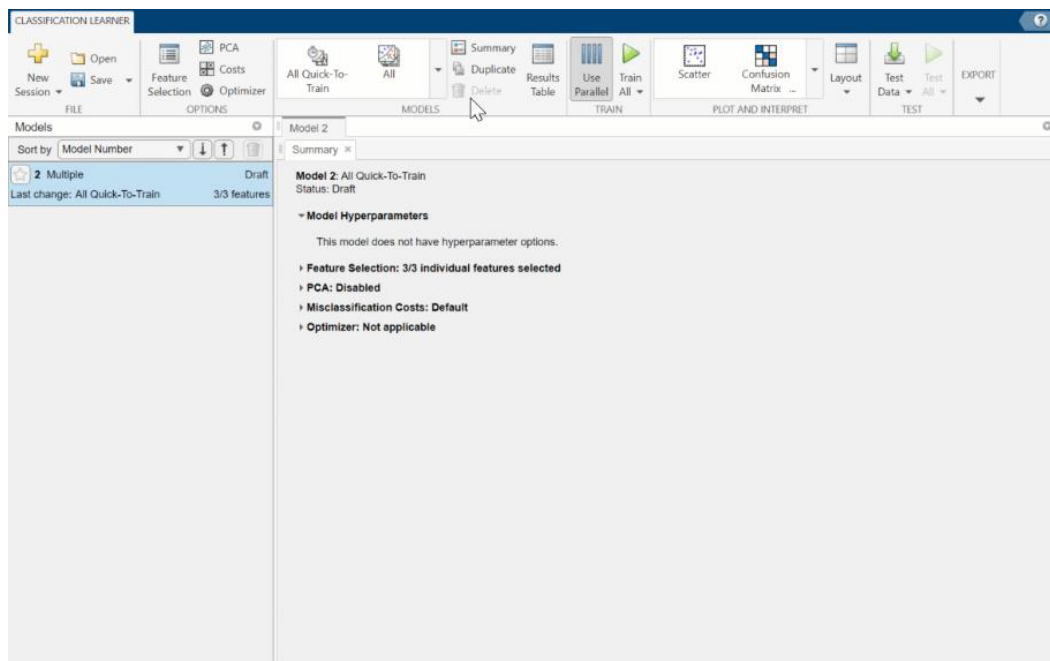 CLASSIFICATION LEARNER
?
New Session
Open
Save
FILE
Feature Selection
PCA
Costs
Optimizer
OPTIONS
All Quick-To-Train
All
Summary
Duplicate
Delete
MODELS
Results Table
Use Parallel
Train All
TRAIN
Scatter
Confusion Matrix ...
PLOT AND INTERPRET
Layout
Test Data
Test All
TEST
EXPORT
Models
Sort by Model Number
2 Multiple Draft
Last change: All Quick-To-Train 3/3 features
Model 2
Summary ×
Model 2: All Quick-To-Train
Status: Draft
Model Hyperparameters
This model does not have hyperparameter options.
Feature Selection: 3/3 individual features selected
PCA: Disabled
Misclassification Costs: Default
Optimizer: Not applicable